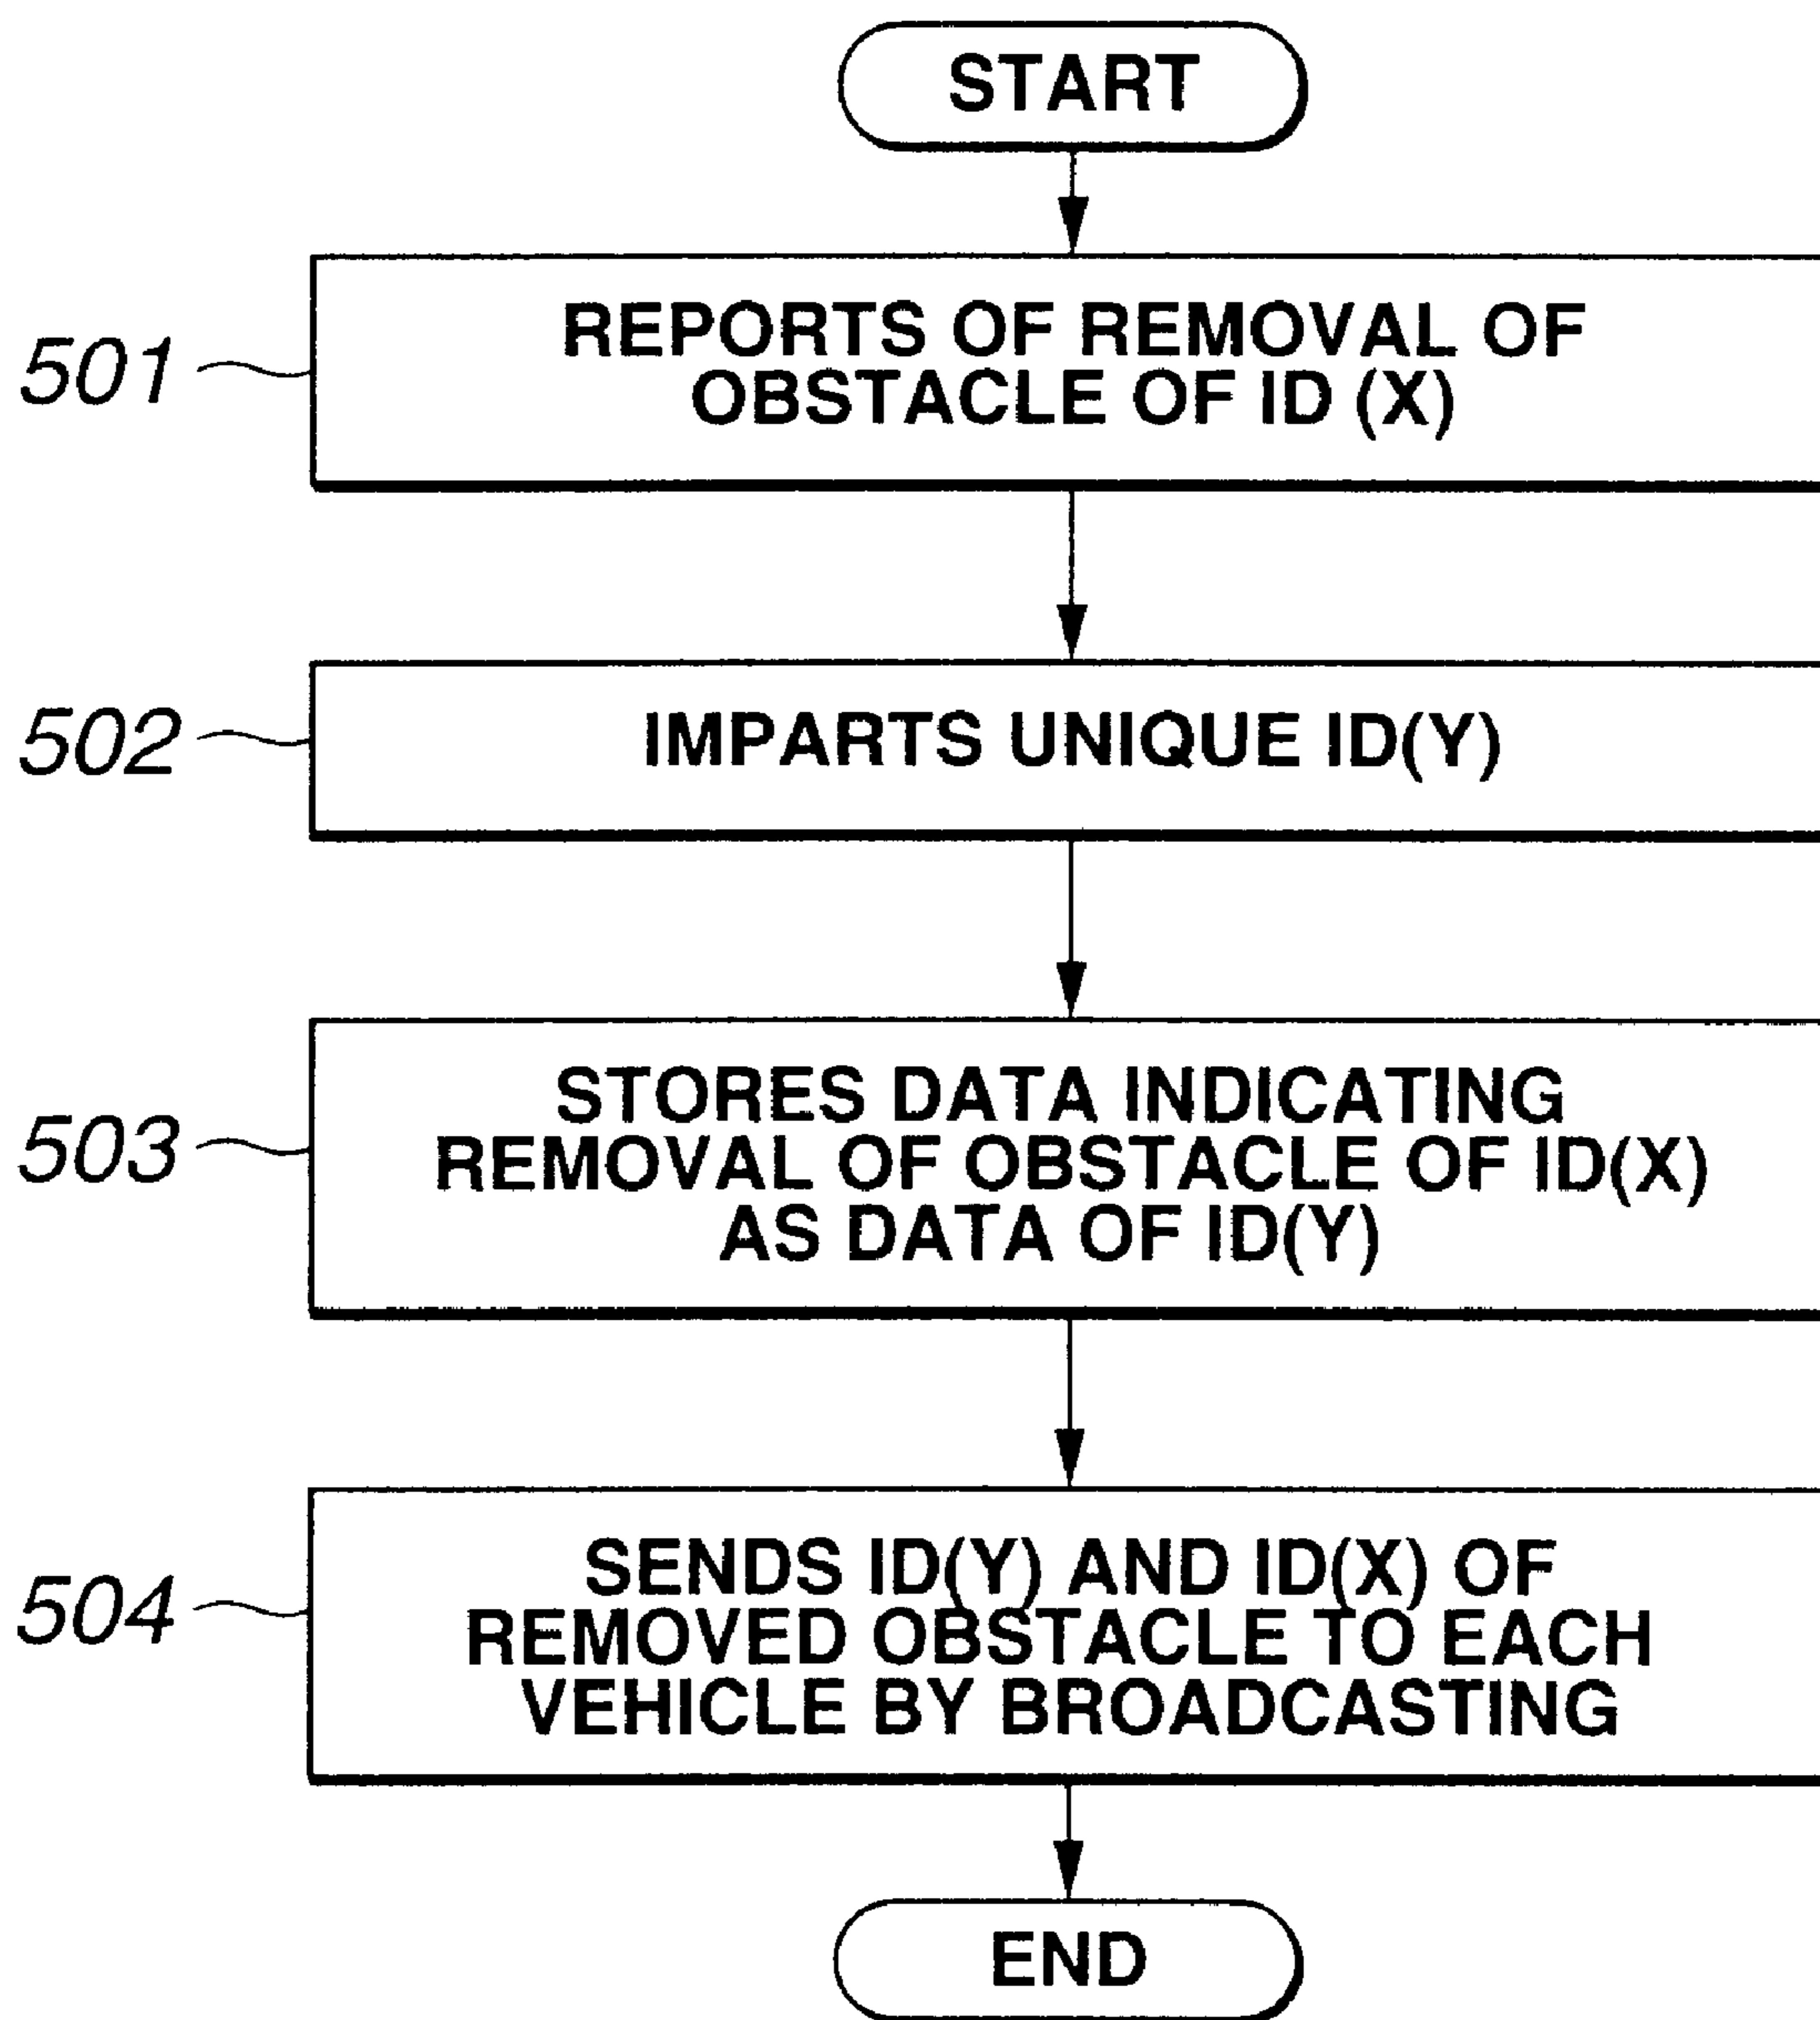 START
501
REPORTS OF REMOVAL OF
OBSTACLE OF ID (X)
502
IMPARTS UNIQUE ID(Y)
503
STORES DATA INDICATING
REMOVAL OF OBSTACLE OF ID(X)
AS DATA OF ID(Y)
504
SENDS ID(Y) AND ID(X) OF
REMOVED OBSTACLE TO EACH
VEHICLE BY BROADCASTING
END